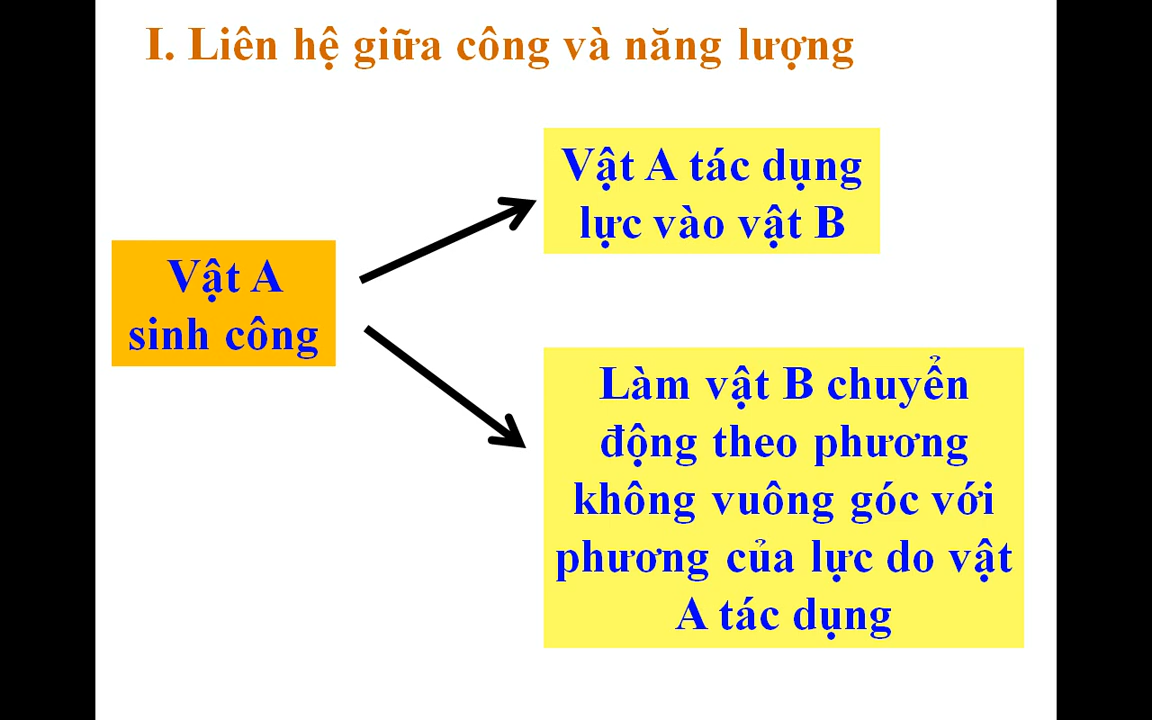 I. Liên hệ giữa công và năng lượng
Vật A tác dụng
lực vào vật B
Vật A
sinh công
Làm vật B chuyển
động theo phương
không vuông góc với
phương của lực do vật
A tác dụng